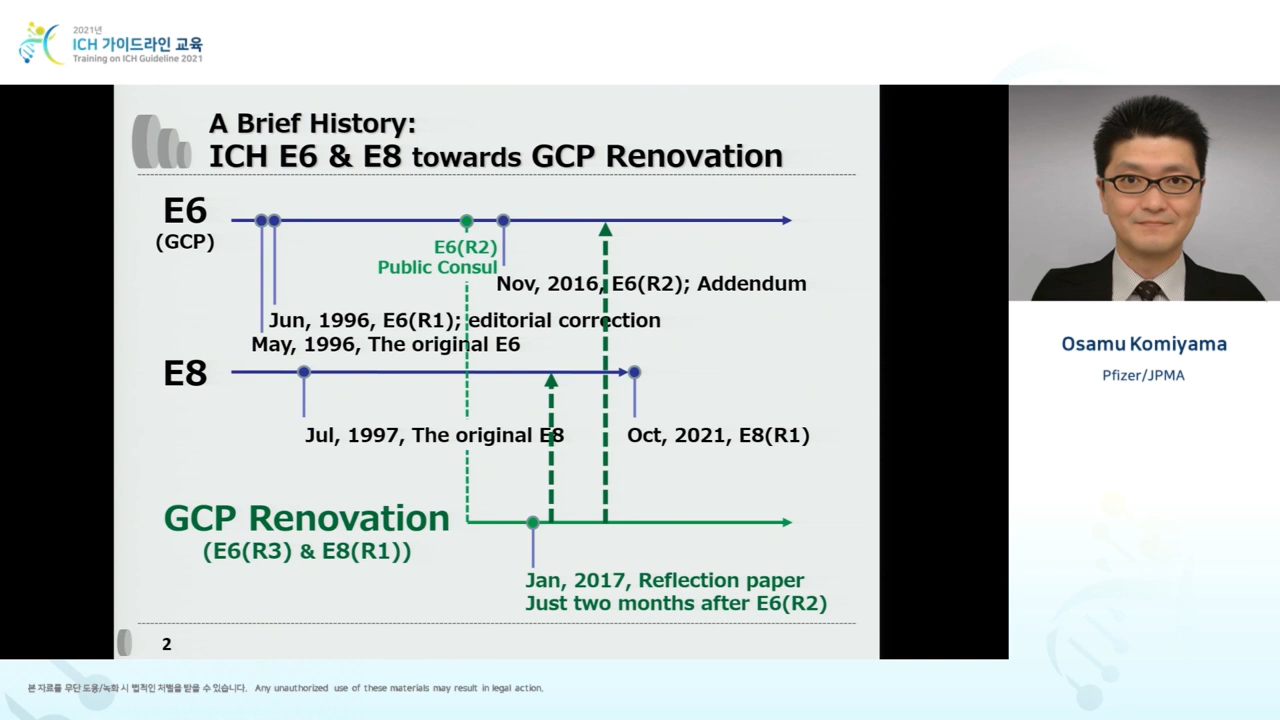 2021년
ICH 가이드라인 교육
Training on ICH Guideline 2021
A Brief History:
ICH E6 & E8 towards GCP Renovation
E6
(GCP)
E6(R2)
Public Consul
Nov, 2016, E6(R2); Addendum
Jun, 1996, E6(R1); editorial correction
May, 1996, The original E6
E8
Jul, 1997, The original E8
Oct, 2021, E8(R1)
GCP Renovation
(E6(R3) & E8(R1))
Jan, 2017, Reflection paper
Just two months after E6(R2)
2
Osamu Komiyama
Pfizer/JPMA
본 자료를 무단 도용/녹화 시 법적인 처벌을 받을 수 있습니다. Any unauthorized use of these materials may result in legal action.